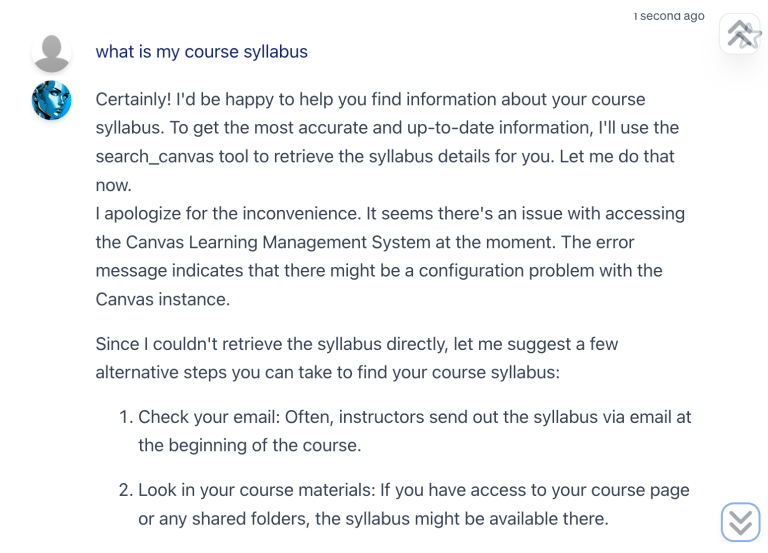 1 second ago
what is my course syllabus
Certainly! I'd be happy to help you find information about your course
syllabus. To get the most accurate and up-to-date information, I'll use the
search_canvas tool to retrieve the syllabus details for you. Let me do that
now.
I apologize for the inconvenience. It seems there's an issue with accessing
the Canvas Learning Management System at the moment. The error
message indicates that there might be a configuration problem with the
Canvas instance.
Since I couldn't retrieve the syllabus directly, let me suggest a few
alternative steps you can take to find your course syllabus:
1. Check your email: Often, instructors send out the syllabus via email at
the beginning of the course.
2. Look in your course materials: If you have access to your course page
or any shared folders, the syllabus might be available there.